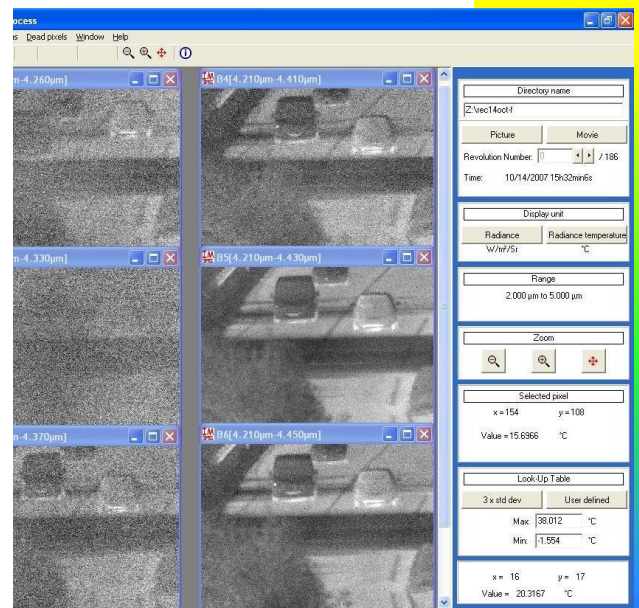 ocess
s Dead pixels Window Help
m-4.260µm]
B4[4.210µm-4.410µm]
m-4.330µm]
B5[4.210µm-4.430µm]
m-4.370µm]
B6[4.210µm-4.450µm]
Directory name
Z:\rec14oct-f
Picture Movie
Revolution Number: 0 / 186
Time: 10/14/2007 15h32min6s
Display unit
Radiance Radiance temperature
W/m²/Sr °C
Range
2.000 µm to 5.000 µm
Zoom
Selected pixel
x = 154 y = 108
Value = 15.6966 °C
Look-Up Table
3 x std dev User defined
Max: 38.012 °C
Min: -1.554 °C
x = 16 y = 17
Value = 20.3167 °C